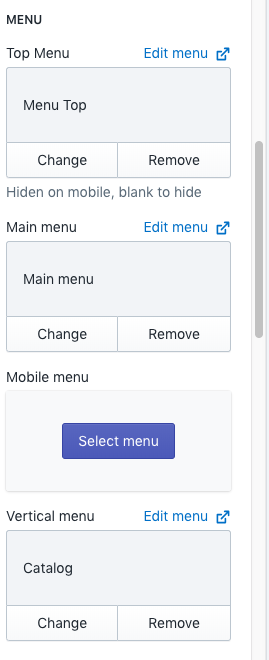 MENU
Top Menu Edit menu
Menu Top
Change Remove
Hiden on mobile, blank to hide
Main menu Edit menu
Main menu
Change Remove
Mobile menu
Select menu
Vertical menu Edit menu
Catalog
Change Remove